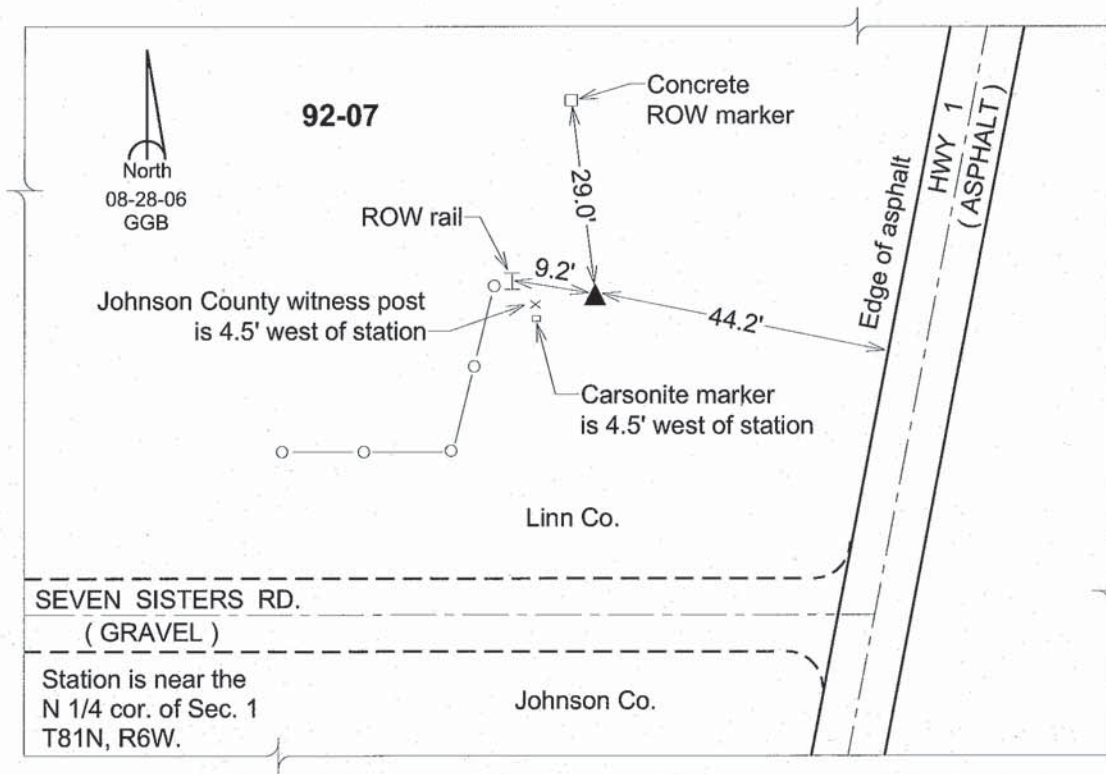 92-07
North
08-28-06
GGB
Concrete
ROW marker
29.0'
ROW rail
9.2'
Johnson County witness post
is 4.5' west of station
44.2'
Edge of asphalt
HWY 1
( ASPHALT )
Carsonite marker
is 4.5' west of station
Linn Co.
SEVEN SISTERS RD.
( GRAVEL )
Station is near the
N 1/4 cor. of Sec. 1
T81N, R6W.
Johnson Co.